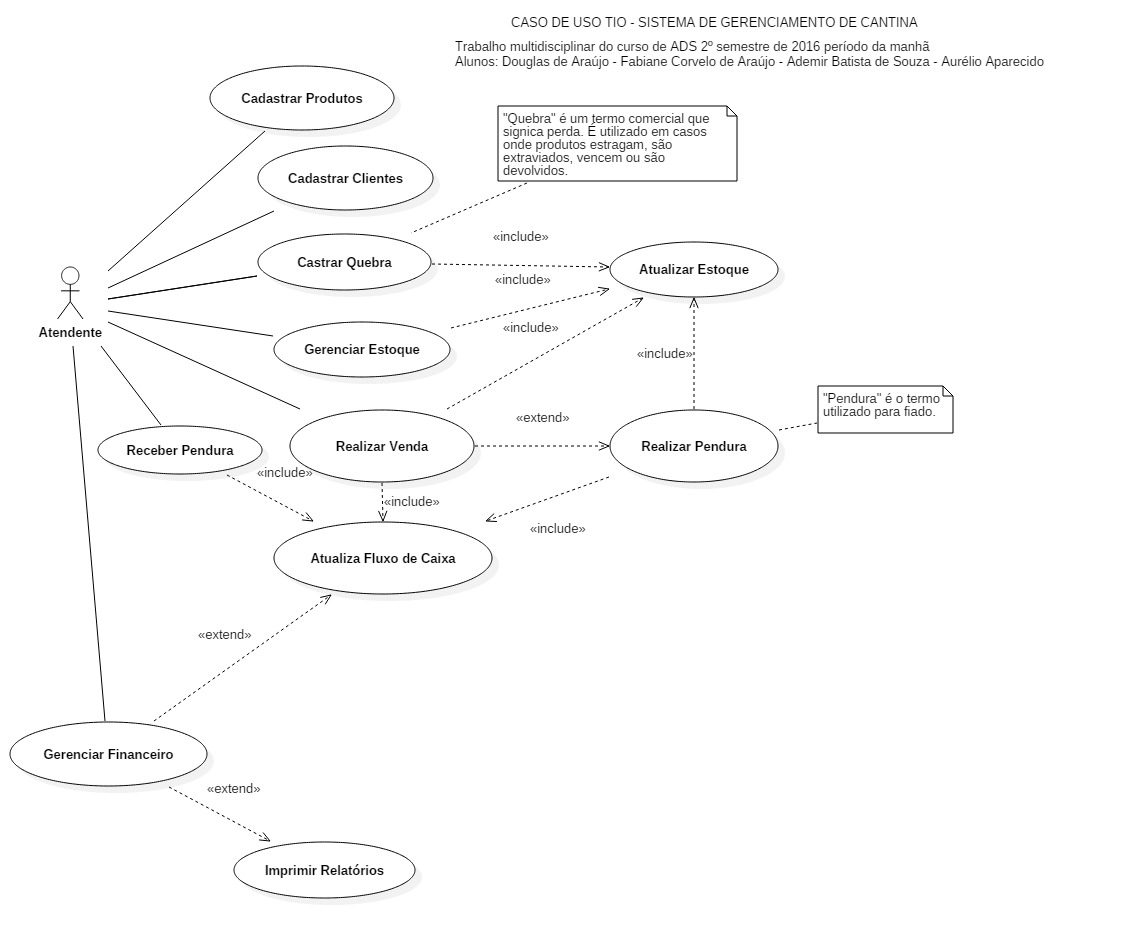 CASO DE USO TIO - SISTEMA DE GERENCIAMENTO DE CANTINA
Trabalho multidisciplinar do curso de ADS 2º semestre de 2016 período da manhã
Alunos: Douglas de Araújo - Fabiane Corvelo de Araújo - Ademir Batista de Souza - Aurélio Aparecido
Cadastrar Produtos
"Quebra" é um termo comercial que
signica perda. É utilizado em casos
onde produtos estragam, são
extraviados, vencem ou são
devolvidos.
Cadastrar Clientes
«include»
Castrar Quebra
Atualizar Estoque
«include»
Atendente
«include»
Gerenciar Estoque
«include»
"Pendura" é o termo
utilizado para fiado.
«extend»
Receber Pendura
Realizar Venda
Realizar Pendura
«include»
«include»
«include»
Atualiza Fluxo de Caixa
«extend»
Gerenciar Financeiro
«extend»
Imprimir Relatórios